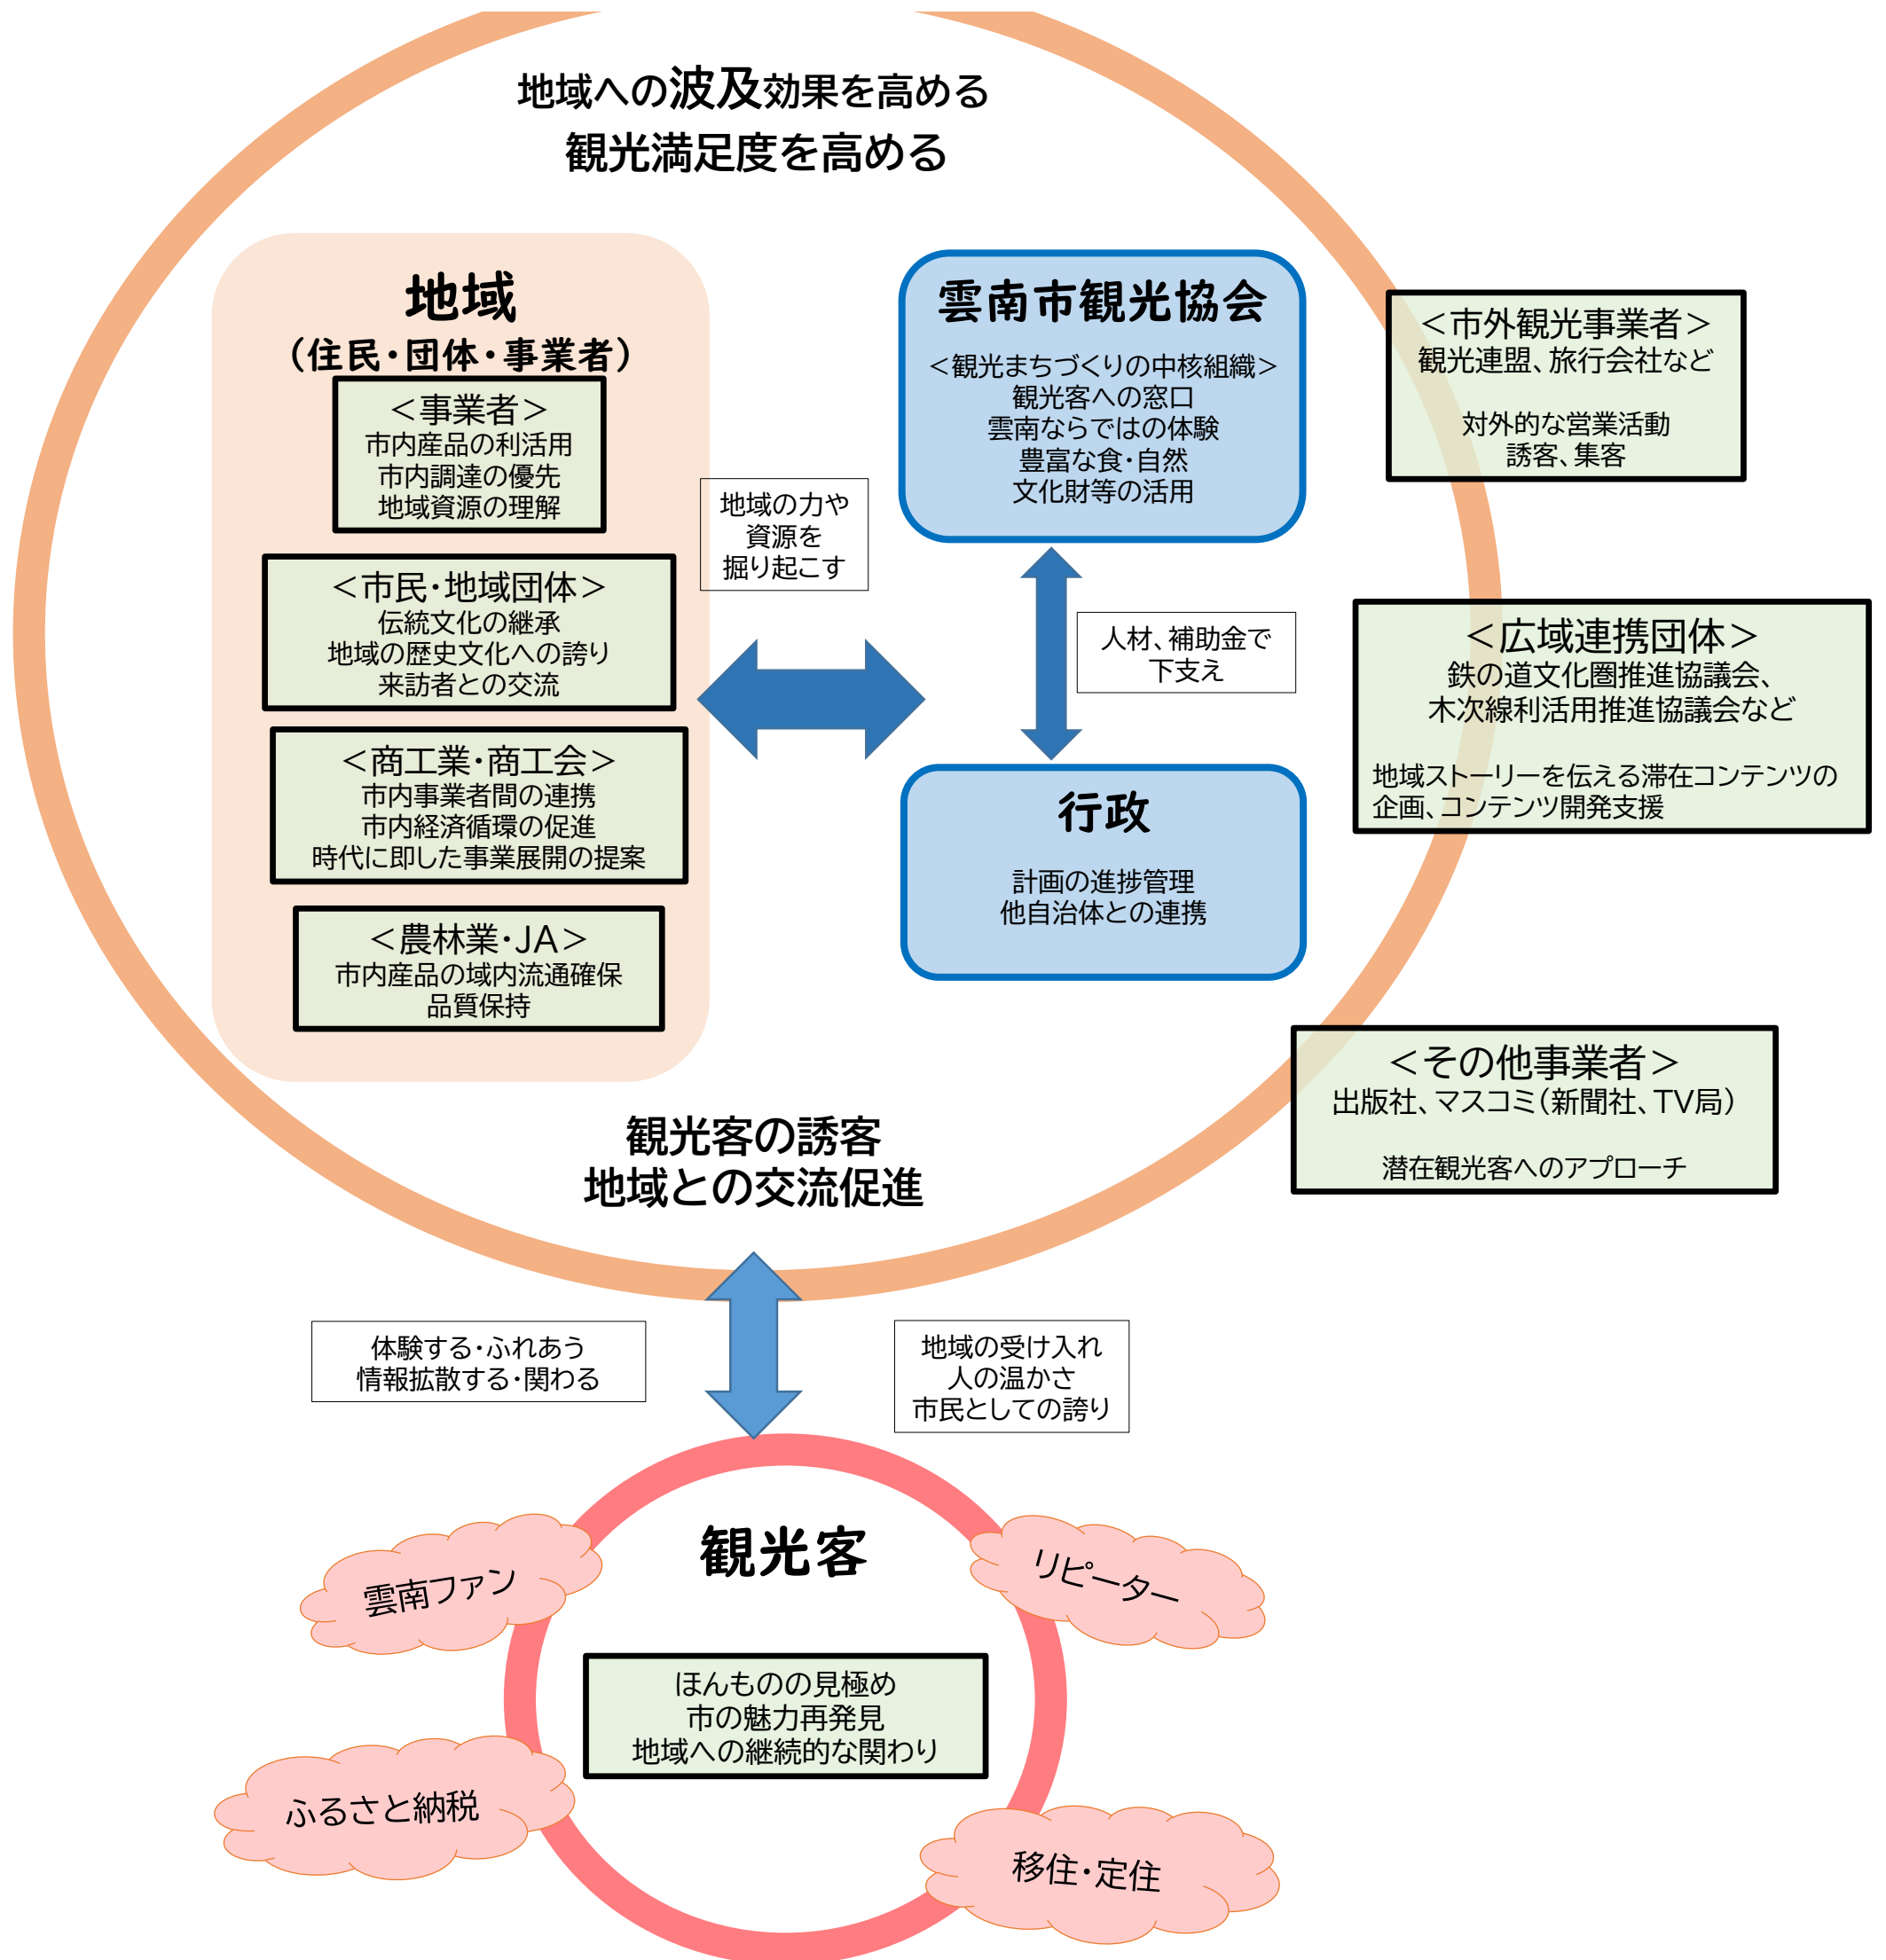 地域への波及効果を高める
観光満足度を高める
地域
（住民・団体・事業者）
＜事業者＞
市内産品の利活用
市内調達の優先
地域資源の理解
＜市民・地域団体＞
伝統文化の継承
地域の歴史文化への誇り
来訪者との交流
＜商工業・商工会＞
市内事業者間の連携
市内経済循環の促進
時代に即した事業展開の提案
＜農林業・JA＞
市内産品の域内流通確保
品質保持
地域の力や
資源を
掘り起こす
雲南市観光協会
＜観光まちづくりの中核組織＞
観光客への窓口
雲南ならではの体験
豊富な食・自然
文化財等の活用
人材、補助金で
下支え
行政
計画の進捗管理
他自治体との連携
＜市外観光事業者＞
観光連盟、旅行会社など
対外的な営業活動
誘客、集客
＜広域連携団体＞
鉄の道文化圏推進協議会、
木次線利活用推進協議会など
地域ストーリーを伝える滞在コンテンツの
企画、コンテンツ開発支援
＜その他事業者＞
出版社、マスコミ（新聞社、TV局）
潜在観光客へのアプローチ
観光客の誘客
地域との交流促進
体験する・ふれあう
情報拡散する・関わる
地域の受け入れ
人の温かさ
市民としての誇り
観光客
雲南ファン
リピーター
ほんものの見極め
市の魅力再発見
地域への継続的な関わり
ふるさと納税
移住・定住